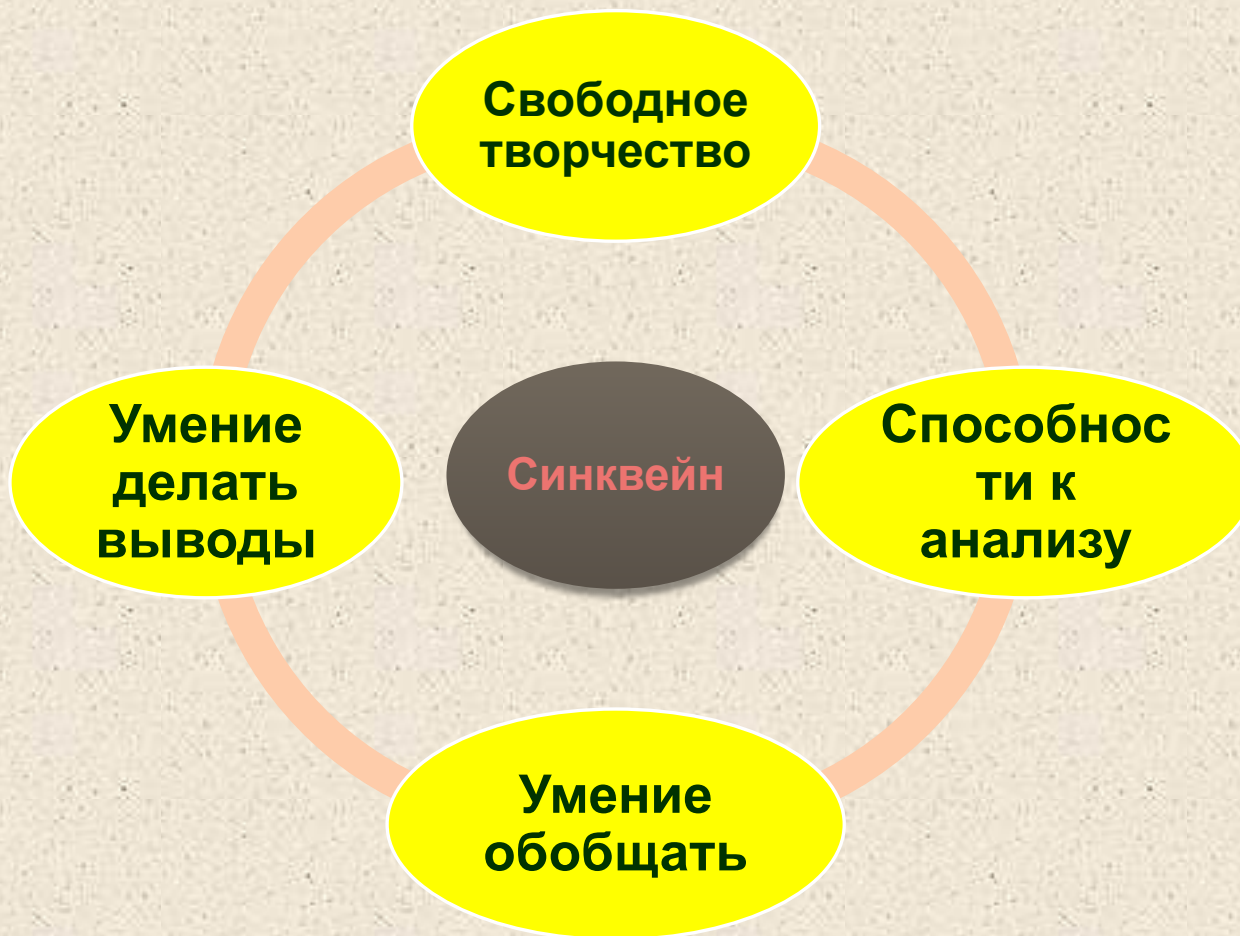 Свободное
творчество
Умение
делать
выводы
Синквейн
Способнос
ти к
анализу
Умение
обобщать